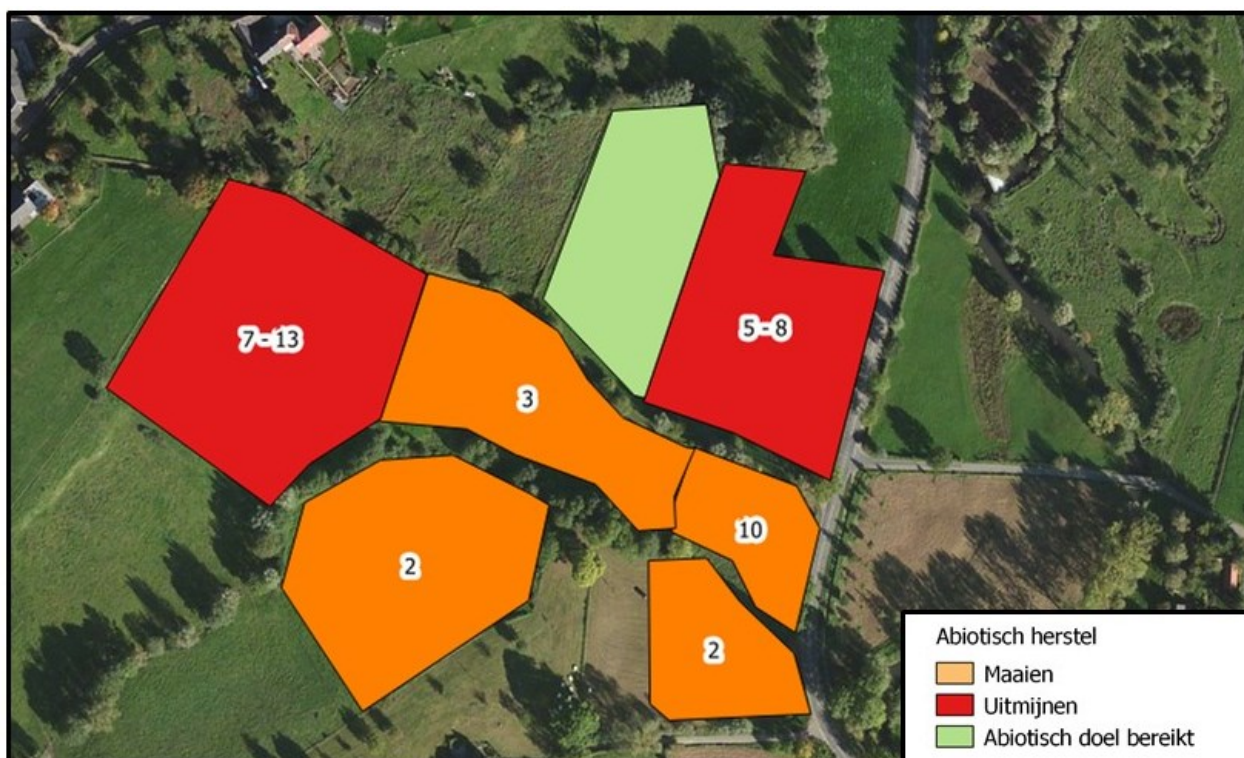 7 - 13
5 - 8
3
10
2
2
Abiotisch herstel
Maaien
Uitmijnen
Abiotisch doel bereikt